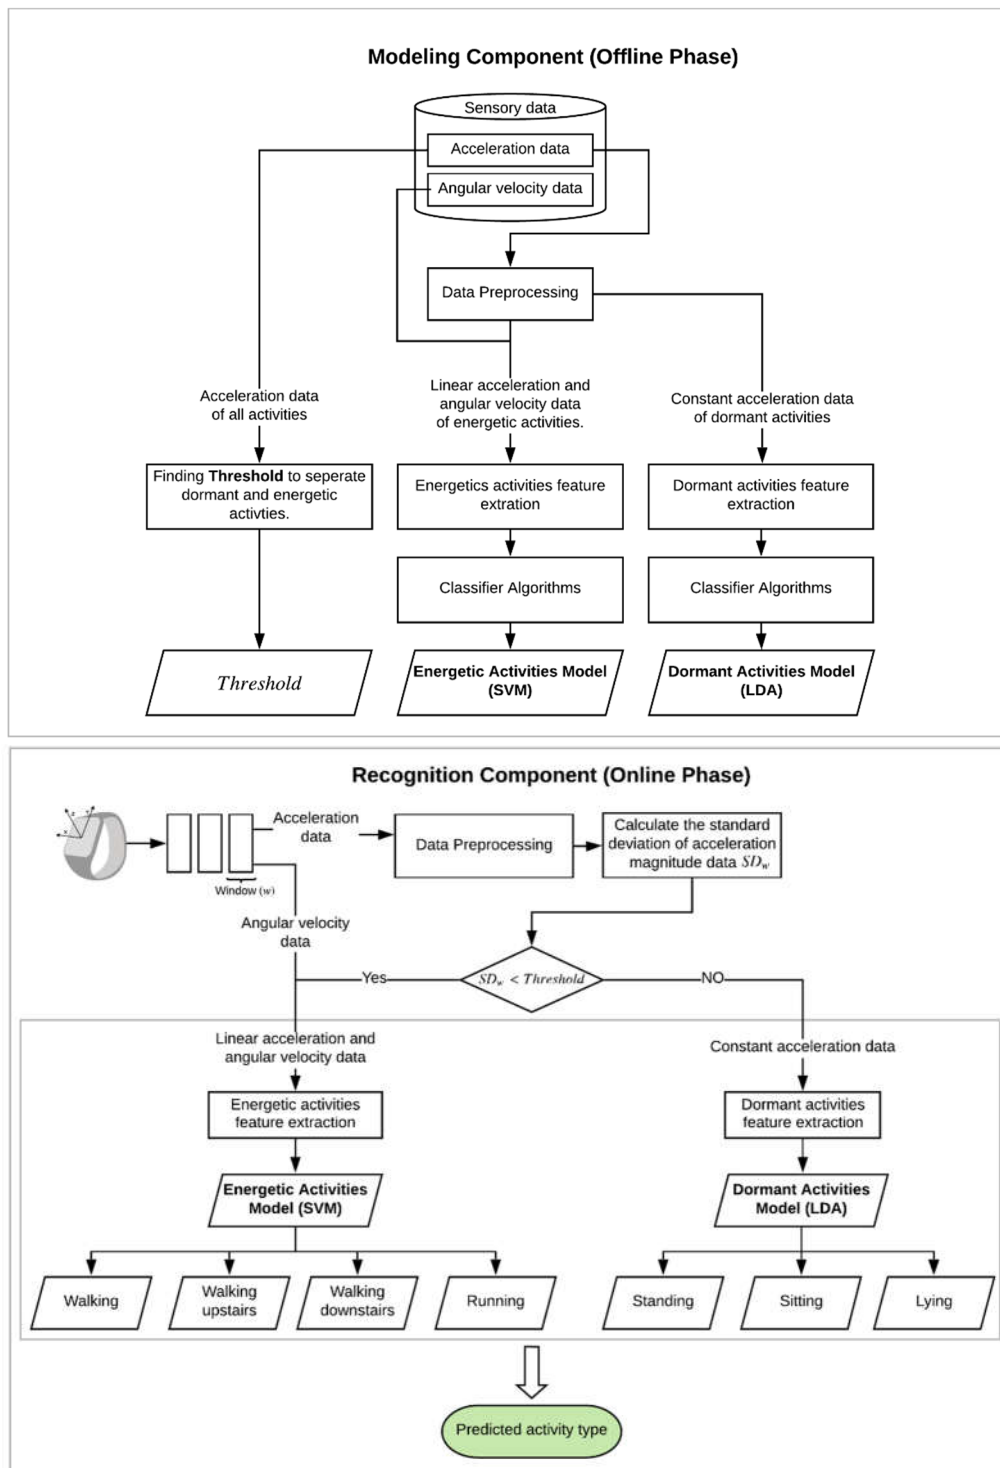 Modeling Component (Offline Phase)
Sensory data
Acceleration data
Angular velocity data
Data Preprocessing
Acceleration data
of all activities
Linear acceleration and
angular velocity data
of energetic activities.
Constant acceleration data
of dormant activities
Finding Threshold to seperate
dormant and energetic
activties.
Energetics activities feature
extration
Dormant activities feature
extraction
Classifier Algorithms
Classifier Algorithms
Threshold
Energetic Activities Model
(SVM)
Dormant Activities Model
(LDA)
Recognition Component (Online Phase)
Acceleration
data
Data Preprocessing
Calculate the standard
deviation of acceleration
magnitude data SD_w
Window (w)
Angular velocity
data
Yes
SD_w < Threshold
NO
Linear acceleration and
angular velocity data
Constant acceleration data
Energetic activities
feature extraction
Dormant activities
feature extraction
Energetic Activities
Model (SVM)
Dormant Activities
Model (LDA)
Walking
Walking
upstairs
Walking
downstairs
Running
Standing
Sitting
Lying
Predicted activity type